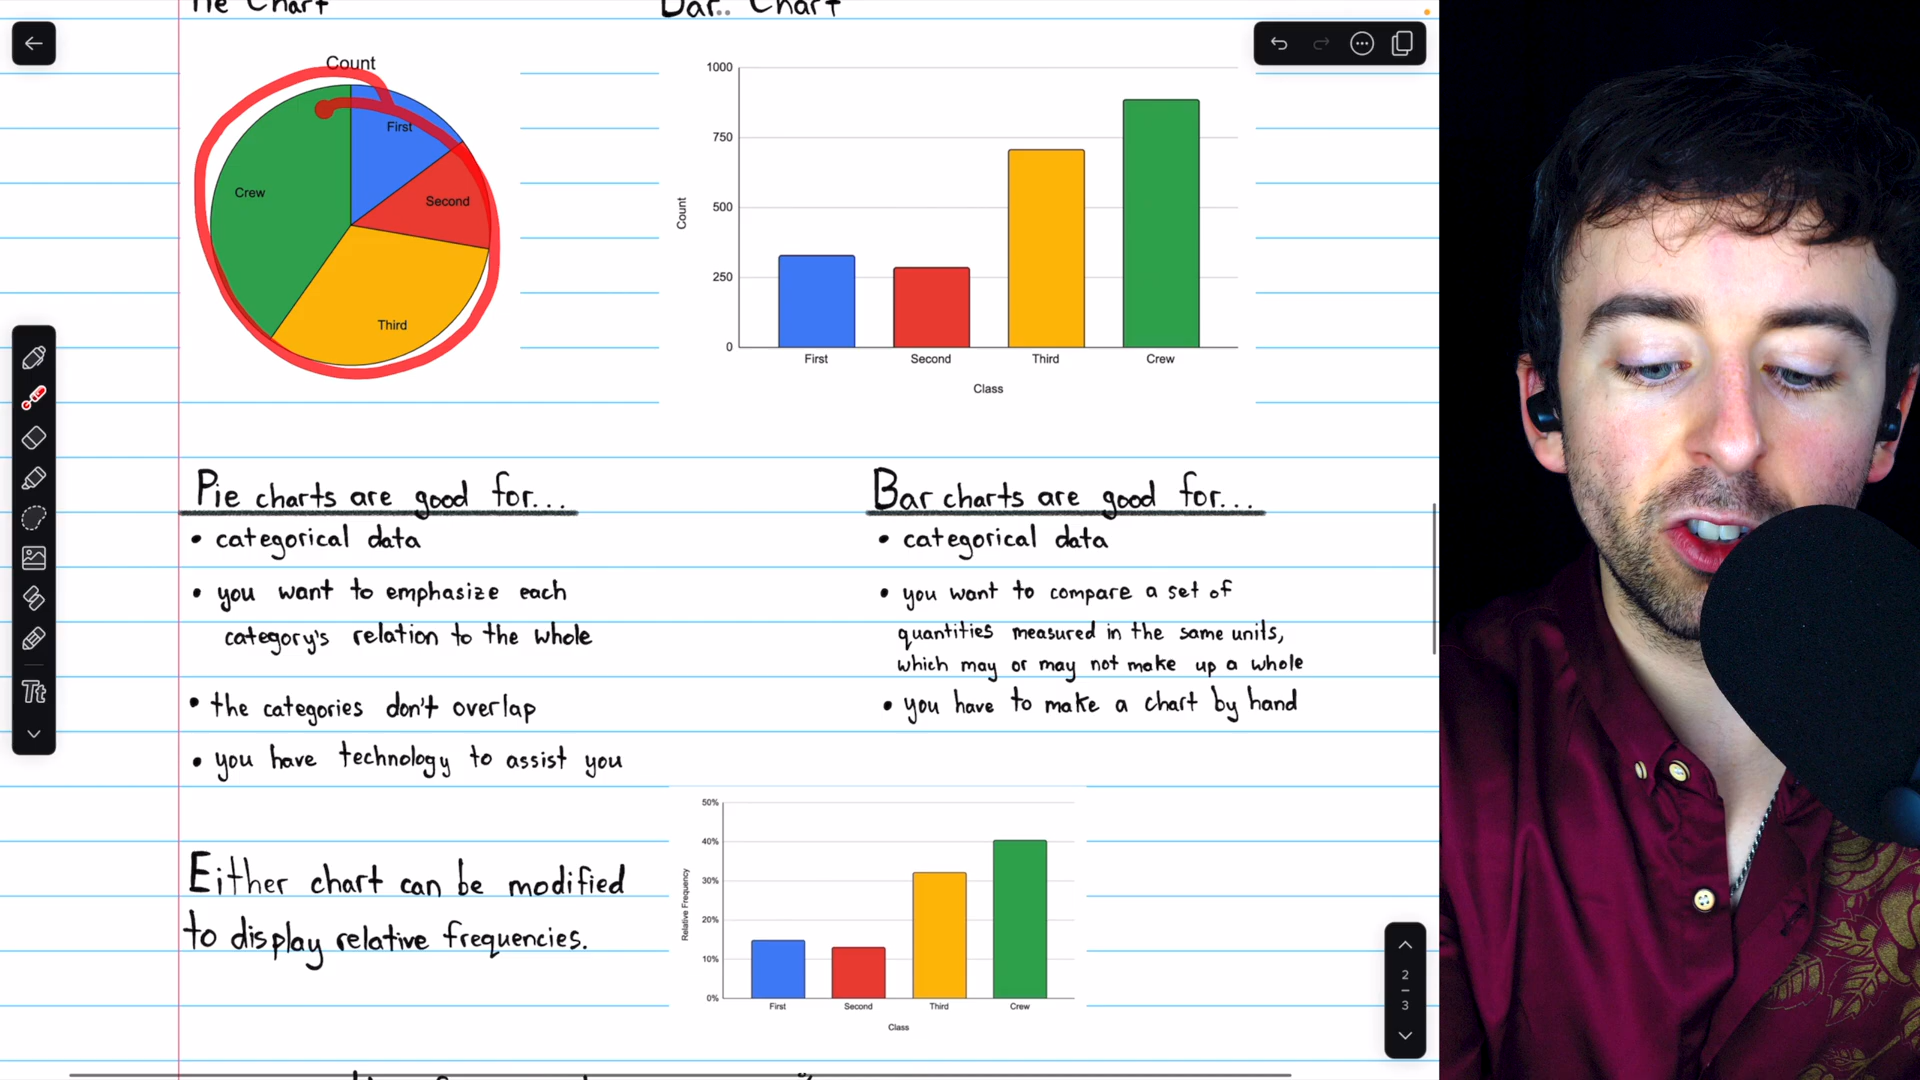 Pie Chart
Bar.. Chart
Count
First
Second
Third
Crew
1000
750
500
250
0
Count
First
Second
Third
Crew
Class
Pie charts are good for...
• categorical data
• you want to emphasize each
category's relation to the whole
• the categories don't overlap
• you have technology to assist you
Bar charts are good for...
• categorical data
• you want to compare a set of
quantities measured in the same units,
which may or may not make up a whole
• you have to make a chart by hand
Either chart can be modified
to display relative frequencies.
50%
40%
30%
20%
10%
0%
Relative Frequency
First
Second
Third
Crew
Class
Tt
2
3